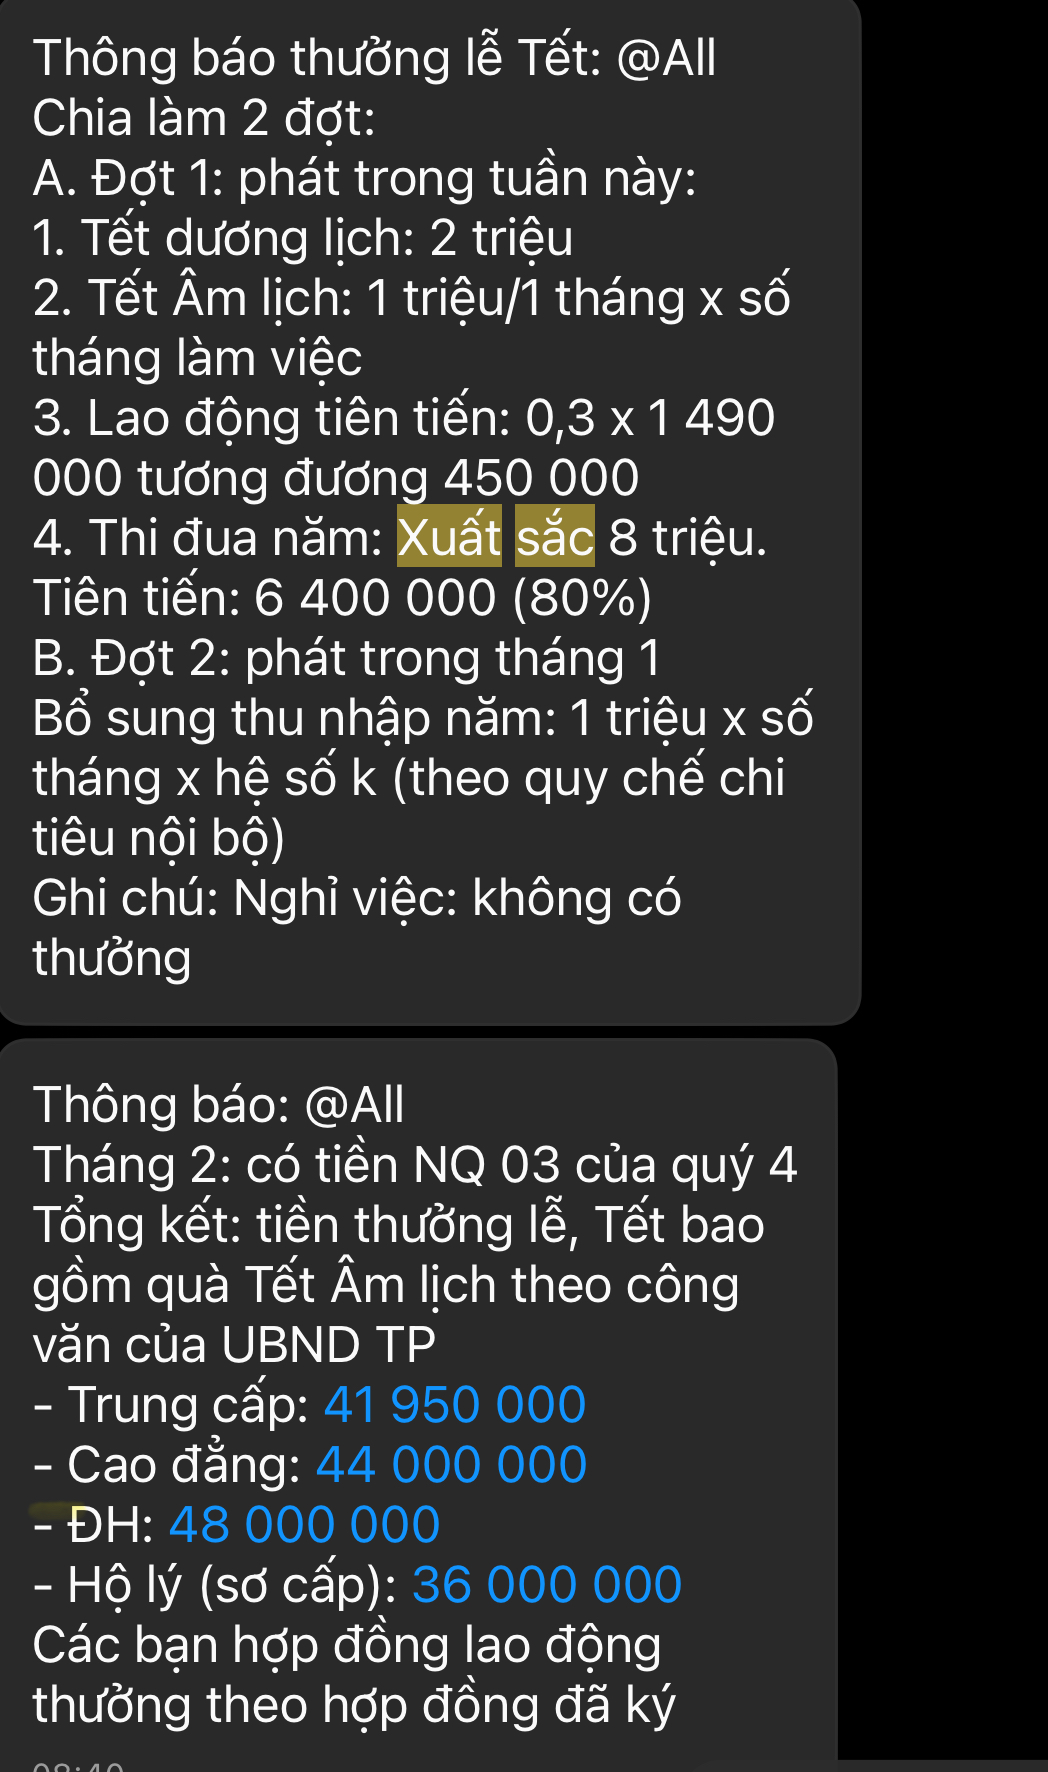 Thông báo thưởng lễ Tết: @All
Chia làm 2 đợt:
A. Đợt 1: phát trong tuần này:
1. Tết dương lịch: 2 triệu
2. Tết Âm lịch: 1 triệu/1 tháng x số
tháng làm việc
3. Lao động tiên tiến: 0,3 x 1 490
000 tương đương 450 000
4. Thi đua năm: Xuất sắc 8 triệu.
Tiên tiến: 6 400 000 (80%)
B. Đợt 2: phát trong tháng 1
Bổ sung thu nhập năm: 1 triệu x số
tháng x hệ số k (theo quy chế chi
tiêu nội bộ)
Ghi chú: Nghỉ việc: không có
thưởng
Thông báo: @All
Tháng 2: có tiền NQ 03 của quý 4
Tổng kết: tiền thưởng lễ, Tết bao
gồm quà Tết Âm lịch theo công
văn của UBND TP
- Trung cấp: 41 950 000
- Cao đẳng: 44 000 000
- ĐH: 48 000 000
- Hộ lý (sơ cấp): 36 000 000
Các bạn hợp đồng lao động
thưởng theo hợp đồng đã ký